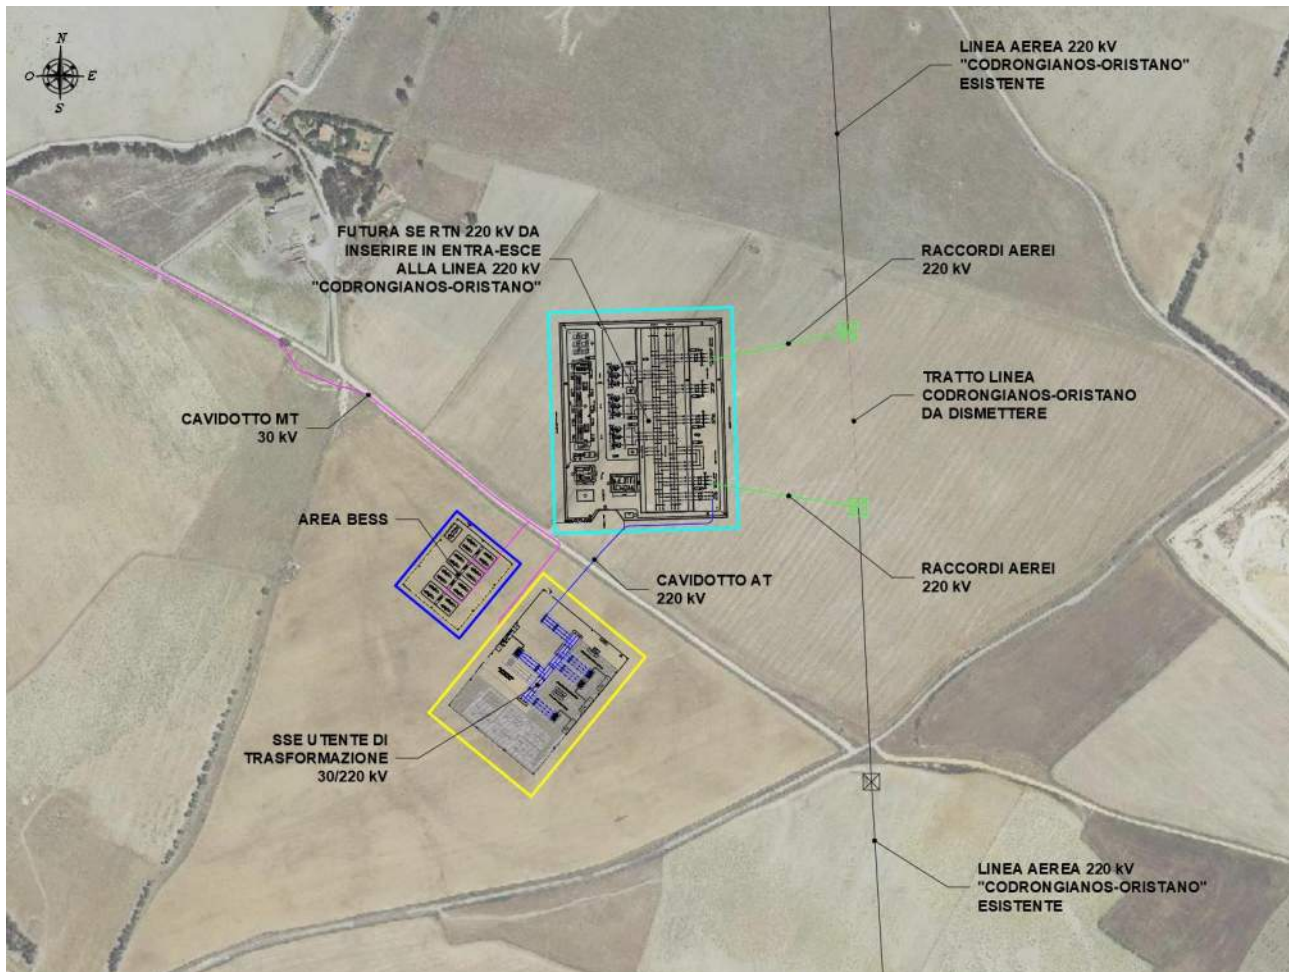 N
O
E
S
LINEA AEREA 220 kV
"CODRONGIANOS-ORISTANO"
ESISTENTE
FUTURA SE RTN 220 kV DA
INSERIRE IN ENTRA-ESCE
ALLA LINEA 220 kV
"CODRONGIANOS-ORISTANO"
RACCORDI AEREI
220 kV
TRATTO LINEA
CODRONGIANOS-ORISTANO
DA DISMETTERE
CAVIDOTTO MT
30 kV
AREA BESS
CAVIDOTTO AT
220 kV
RACCORDI AEREI
220 kV
SSE UTENTE DI
TRASFORMAZIONE
30/220 kV
LINEA AEREA 220 kV
"CODRONGIANOS-ORISTANO"
ESISTENTE